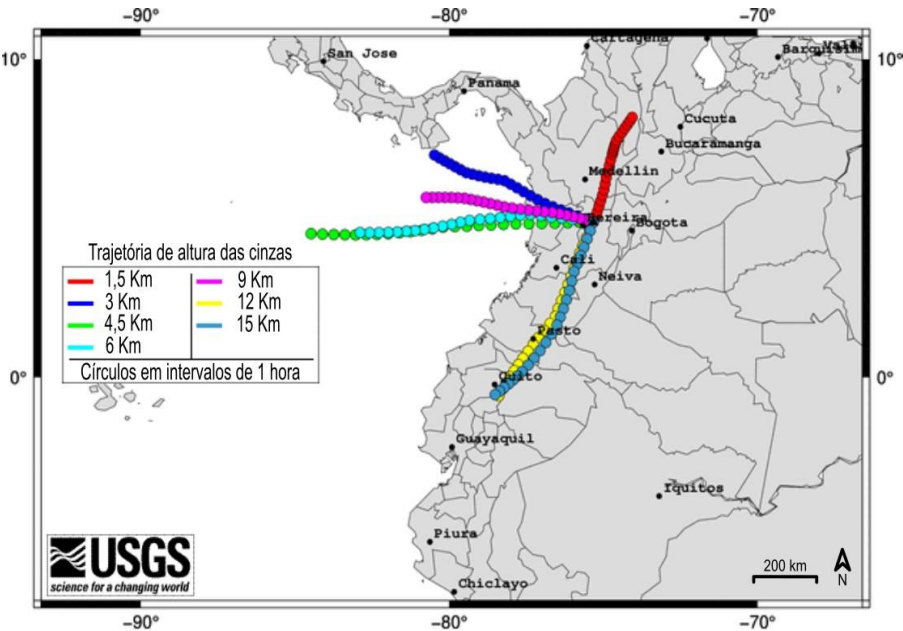 −90°
−80°
−70°
10°
10°
Cartagena
San Jose
Barquisim
Panama
Cucuta
Bucaramanga
Medellin
Pereira
Bogota
Trajetória de altura das cinzas
1,5 Km
9 Km
3 Km
12 Km
4,5 Km
15 Km
6 Km
Círculos em intervalos de 1 hora
Cali
Neiva
Pasto
0°
0°
Quito
Guayaquil
Iquitos
Piura
USGS
science for a changing world
200 km
N
Chiclayo
−90°
−80°
−70°